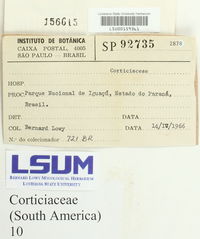 156613
INSTITUTO DE BOTÂNICA
CAIXA POSTAL, 4005
SÃO PAULO - BRASIL
SP 92735
2870
Corticiaceae
HOSP.
PROC. Parque Nacional de Iguaçú, Estado do Paraná,
Brasil.
DET. DATA
COL. Bernard Lowy DATA 14/IV/1966
N.º do colecionador 721 BR
LSUM
BERNARD LOWY MYCOLOGICAL HERBARIUM
LOUISIANA STATE UNIVERSITY
Corticiaceae
(South America)
10